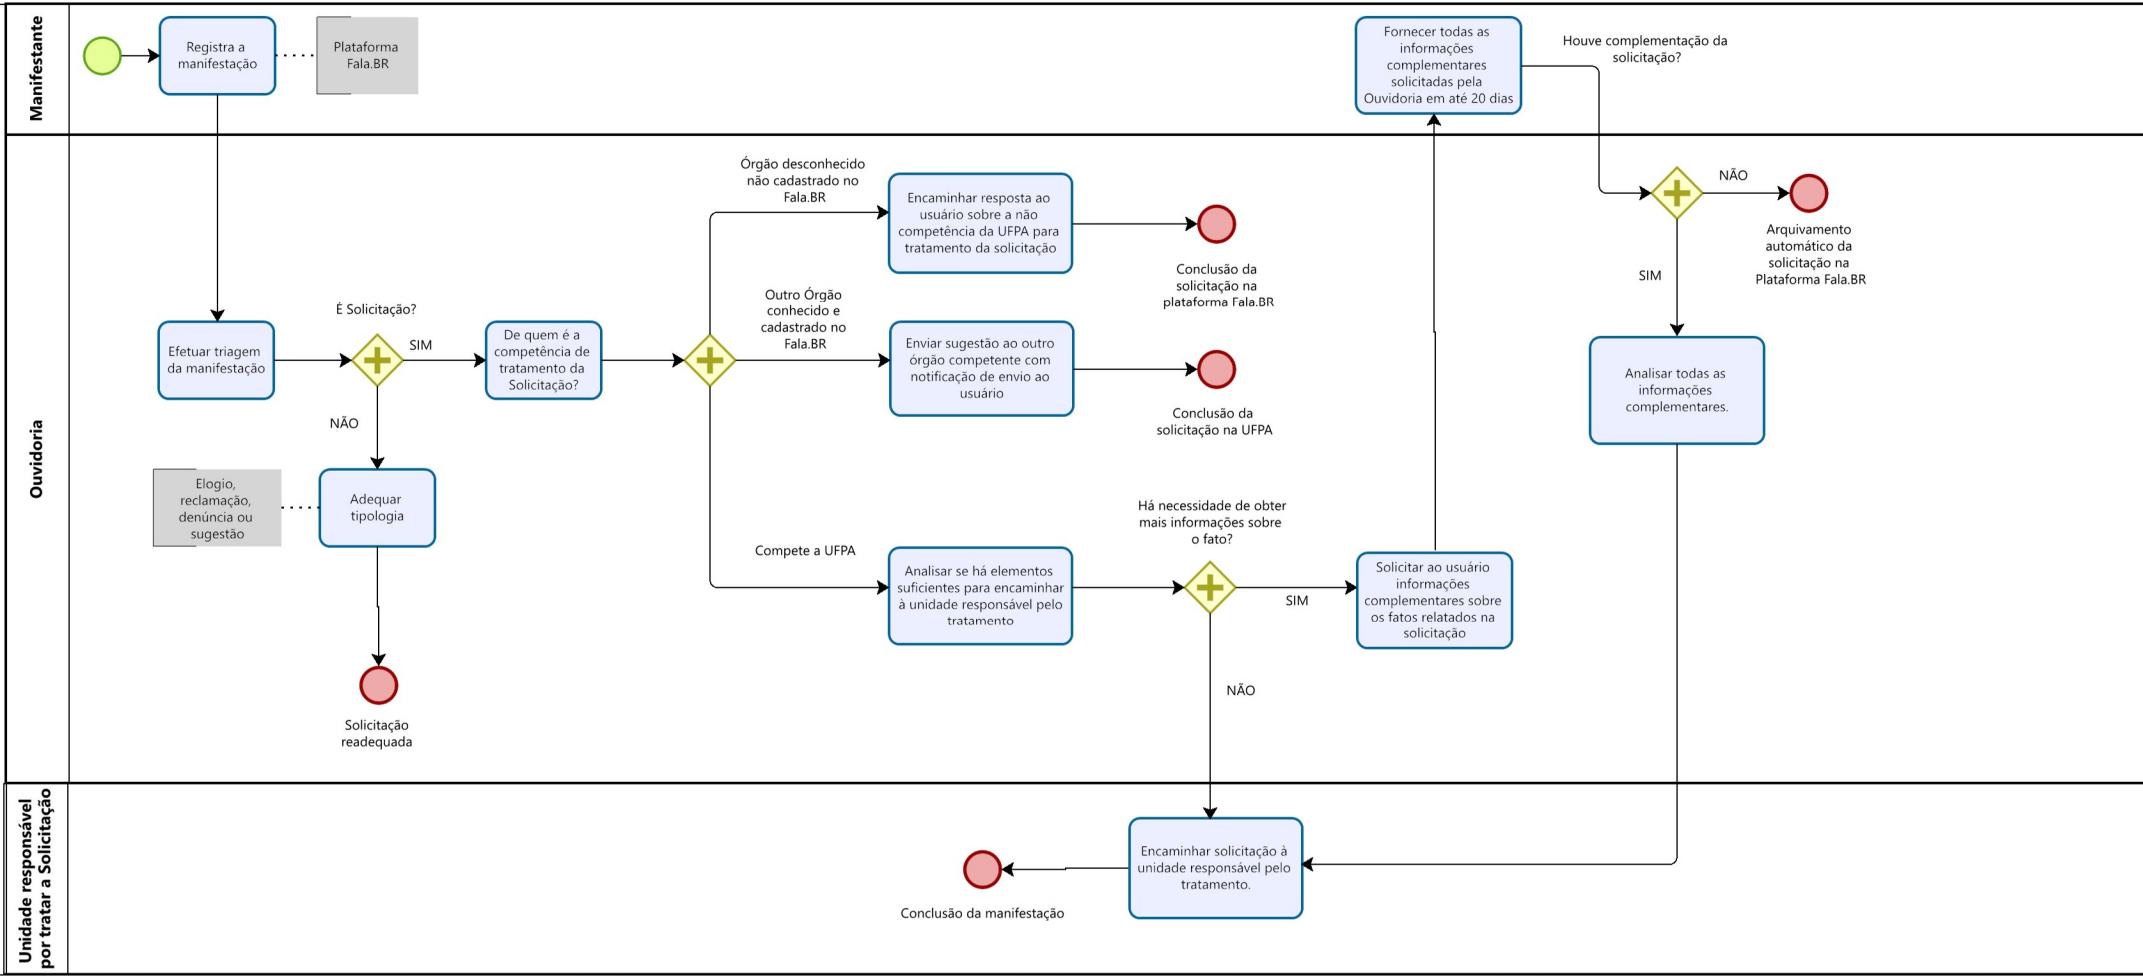 Manifestante
Registra a
manifestação
Plataforma
Fala.BR
Fornecer todas as
informações
complementares
solicitadas pela
Ouvidoria em até 20 dias
Houve complementação da
solicitação?
Ouvidoria
Efetuar triagem
da manifestação
É Solicitação?
SIM
NÃO
Adequar
tipologia
Elogio,
reclamação,
denúncia ou
sugestão
Solicitação
readequada
De quem é a
competência de
tratamento da
Solicitação?
Órgão desconhecido
não cadastrado no
Fala.BR
Encaminhar resposta ao
usuário sobre a não
competência da UFPA para
tratamento da solicitação
Conclusão da
solicitação na
plataforma Fala.BR
Outro Órgão
conhecido e
cadastrado no
Fala.BR
Enviar sugestão ao outro
órgão competente com
notificação de envio ao
usuário
Conclusão da
solicitação na UFPA
Compete a UFPA
Analisar se há elementos
suficientes para encaminhar
à unidade responsável pelo
tratamento
Há necessidade de obter
mais informações sobre
o fato?
SIM
NÃO
Solicitar ao usuário
informações
complementares sobre
os fatos relatados na
solicitação
NÃO
Arquivamento
automático da
solicitação na
Plataforma Fala.BR
SIM
Analisar todas as
informações
complementares.
Unidade responsável
por tratar a Solicitação
Encaminhar solicitação à
unidade responsável pelo
tratamento.
Conclusão da manifestação